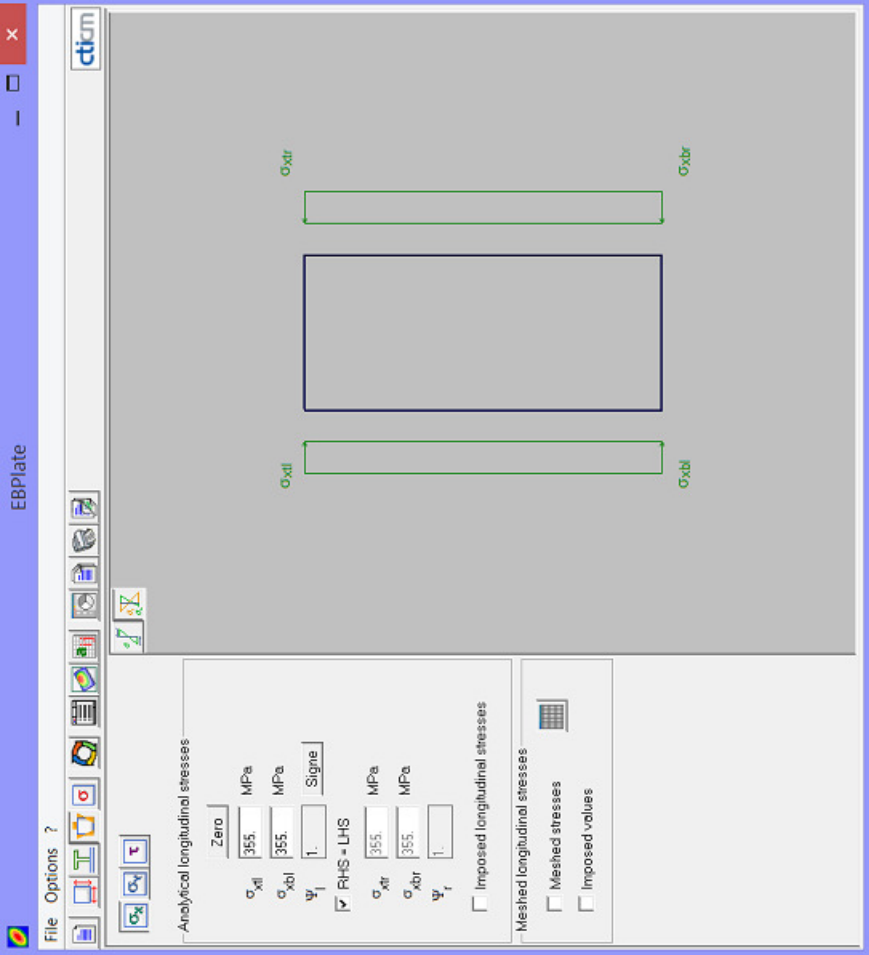 EBPlate
File Options ?
cticm
σx σY τ
Analytical longitudinal stresses
Zero
σxtl 355. MPa
σxbl 355. MPa
Ψl 1. Signe
RHS = LHS
σxtr 355. MPa
σxbr 355. MPa
Ψr 1.
Imposed longitudinal stresses
Meshed longitudinal stresses
Meshed stresses
Imposed values
σxtl σxtr
σxbl σxbr